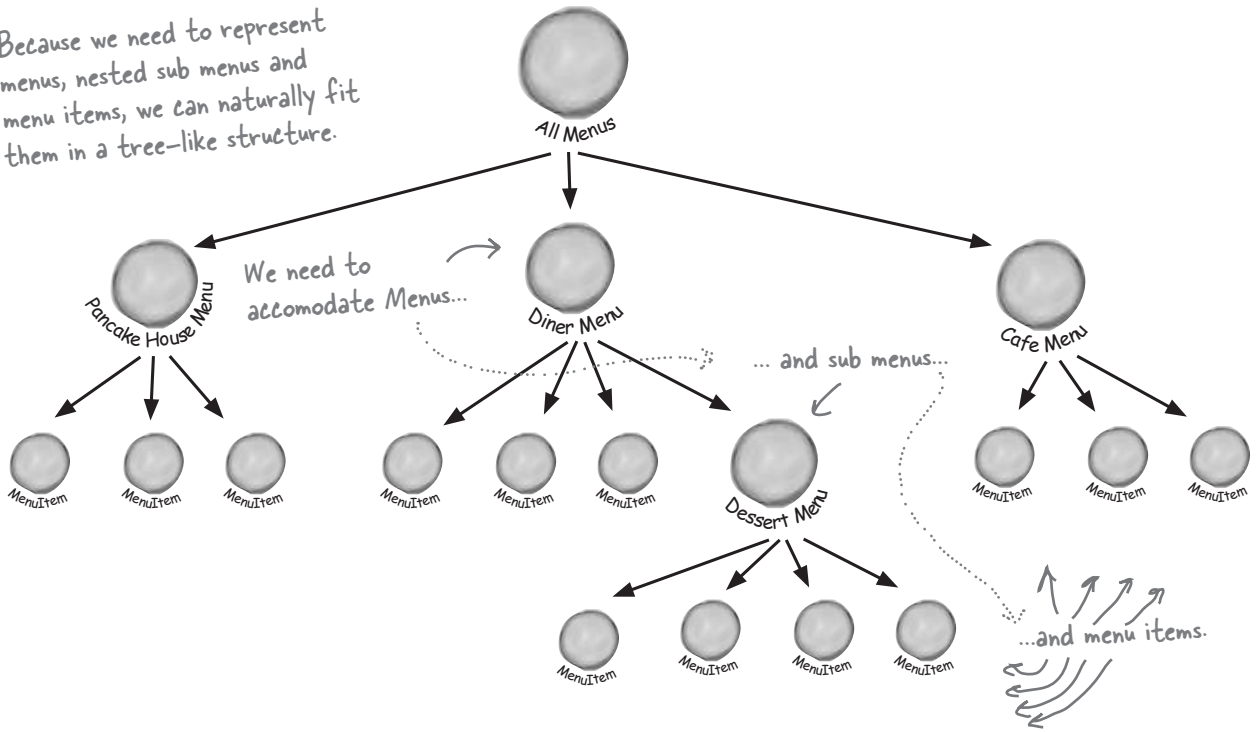 Because we need to represent
menus, nested sub menus and
menu items, we can naturally fit
them in a tree-like structure.
All Menus
We need to
accomodate Menus...
Pancake House Menu
Diner Menu
Cafe Menu
... and sub menus...
MenuItem
MenuItem
MenuItem
MenuItem
MenuItem
MenuItem
Dessert Menu
MenuItem
MenuItem
MenuItem
...and menu items.
MenuItem
MenuItem
MenuItem
MenuItem